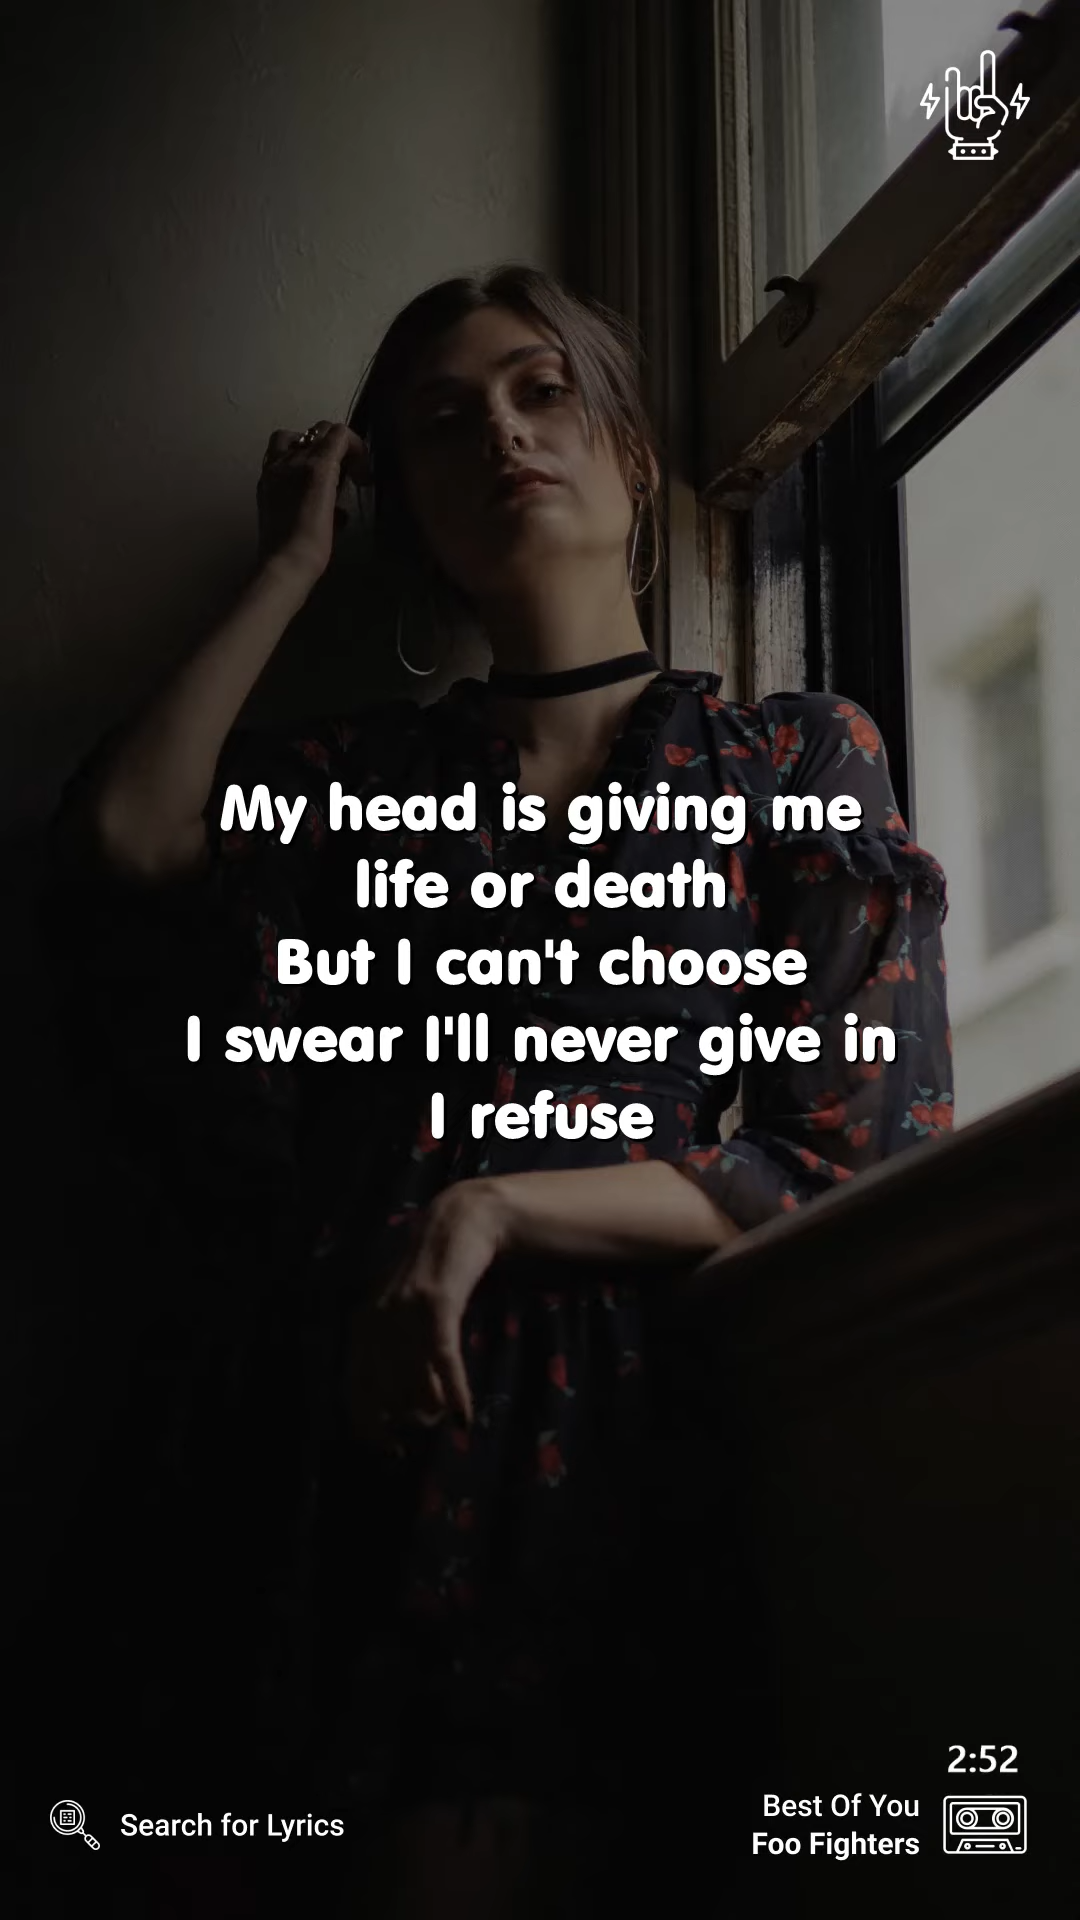 My head is giving me
life or death
But I can't choose
I swear I'll never give in
I refuse
2:52
Search for Lyrics
Best Of You
Foo Fighters